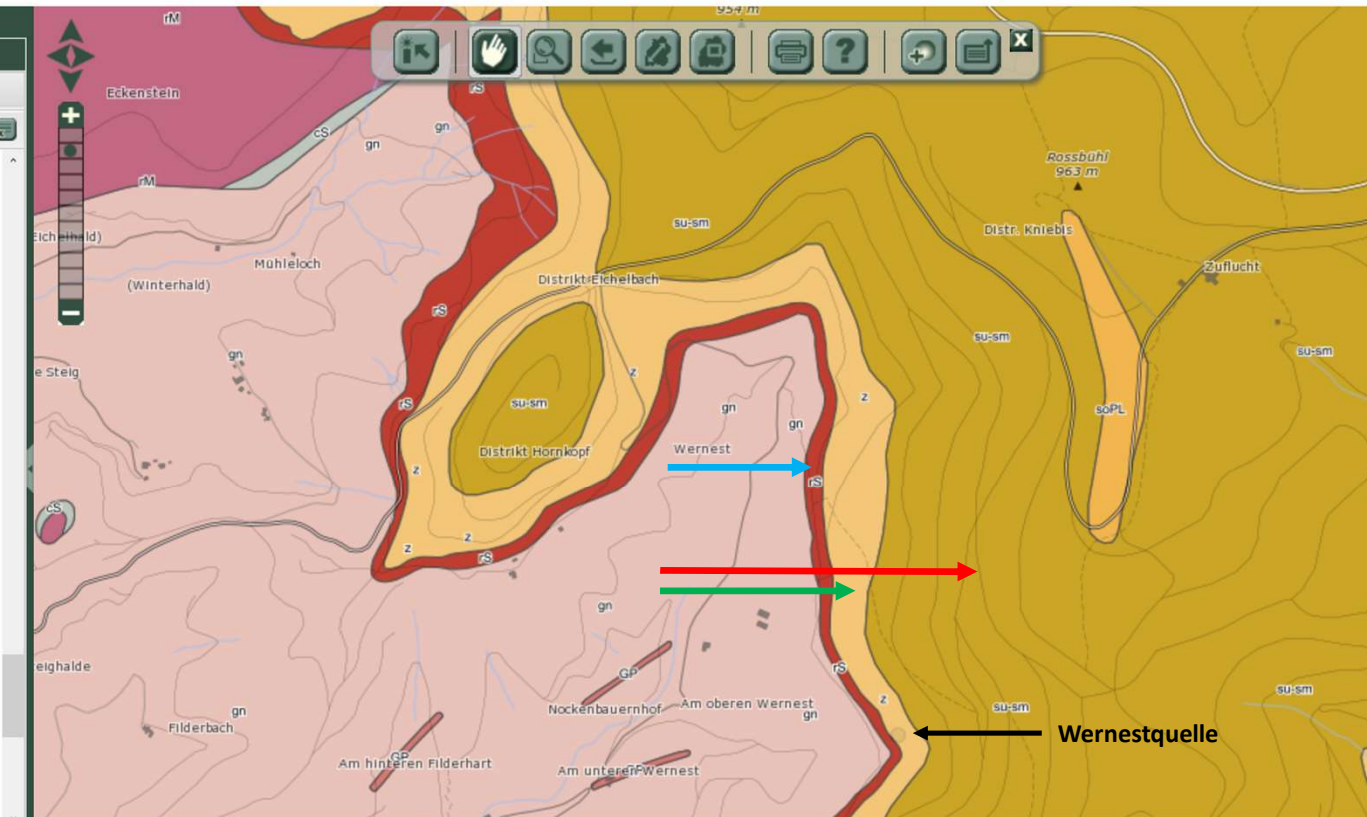 rM
954 m
Eckenstein
rS
cS
gn
gn
rM
Rossbühl
963 m
su-sm
Distr. Kniebis
Eichelhald)
Mühleloch
Zuflucht
Distrikt Eichelbach
(Winterhald)
rS
su-sm
su-sm
gn
e Steig
z
su-sm
rS
gn
z
soPL
gn
Distrikt Hornkopf
Wernest
z
rS
cS
z
z
rS
gn
eighalde
rS
GP
su-sm
z
Nockenbauernhof
Am oberen Wernest
su-sm
gn
gn
Filderbach
Wernestquelle
GP
Am hinteren Filderhart
Am unteren Wernest
X
?
+